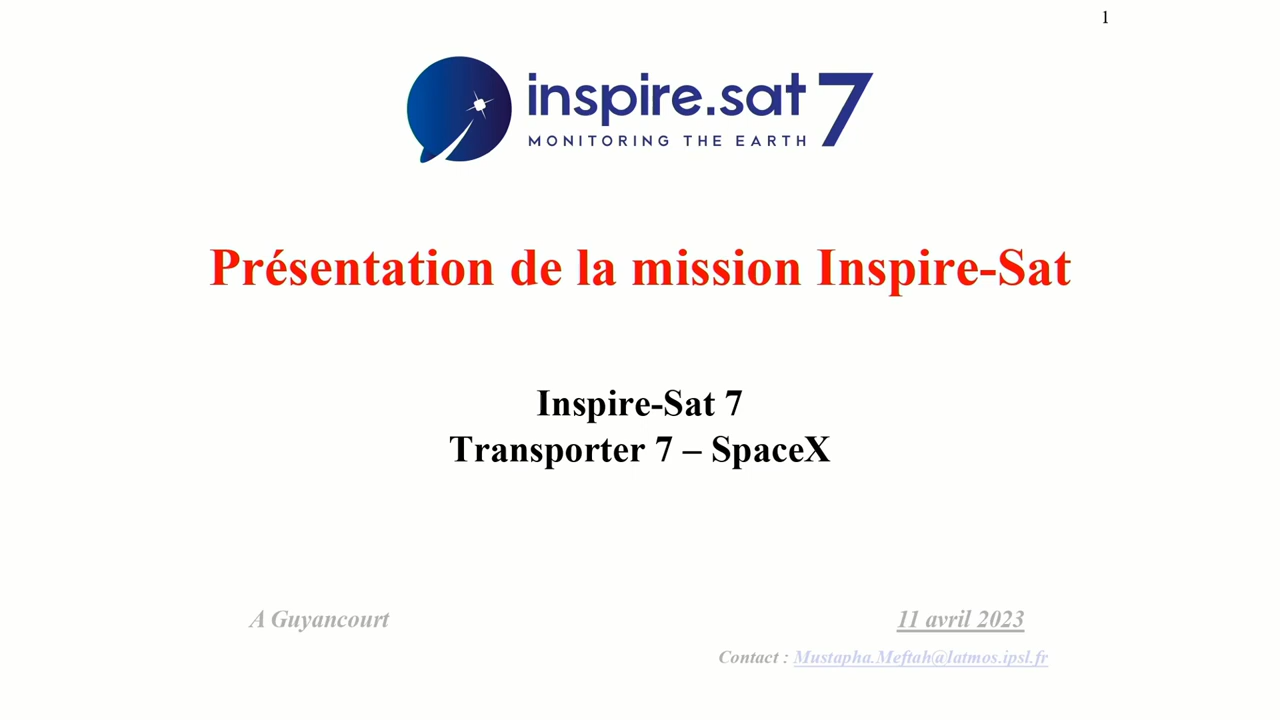 1
inspire.sat 7
MONITORING THE EARTH
Présentation de la mission Inspire-Sat
Inspire-Sat 7
Transporter 7 – SpaceX
A Guyancourt
11 avril 2023
Contact : Mustapha.Meftah@latmos.ipsl.fr